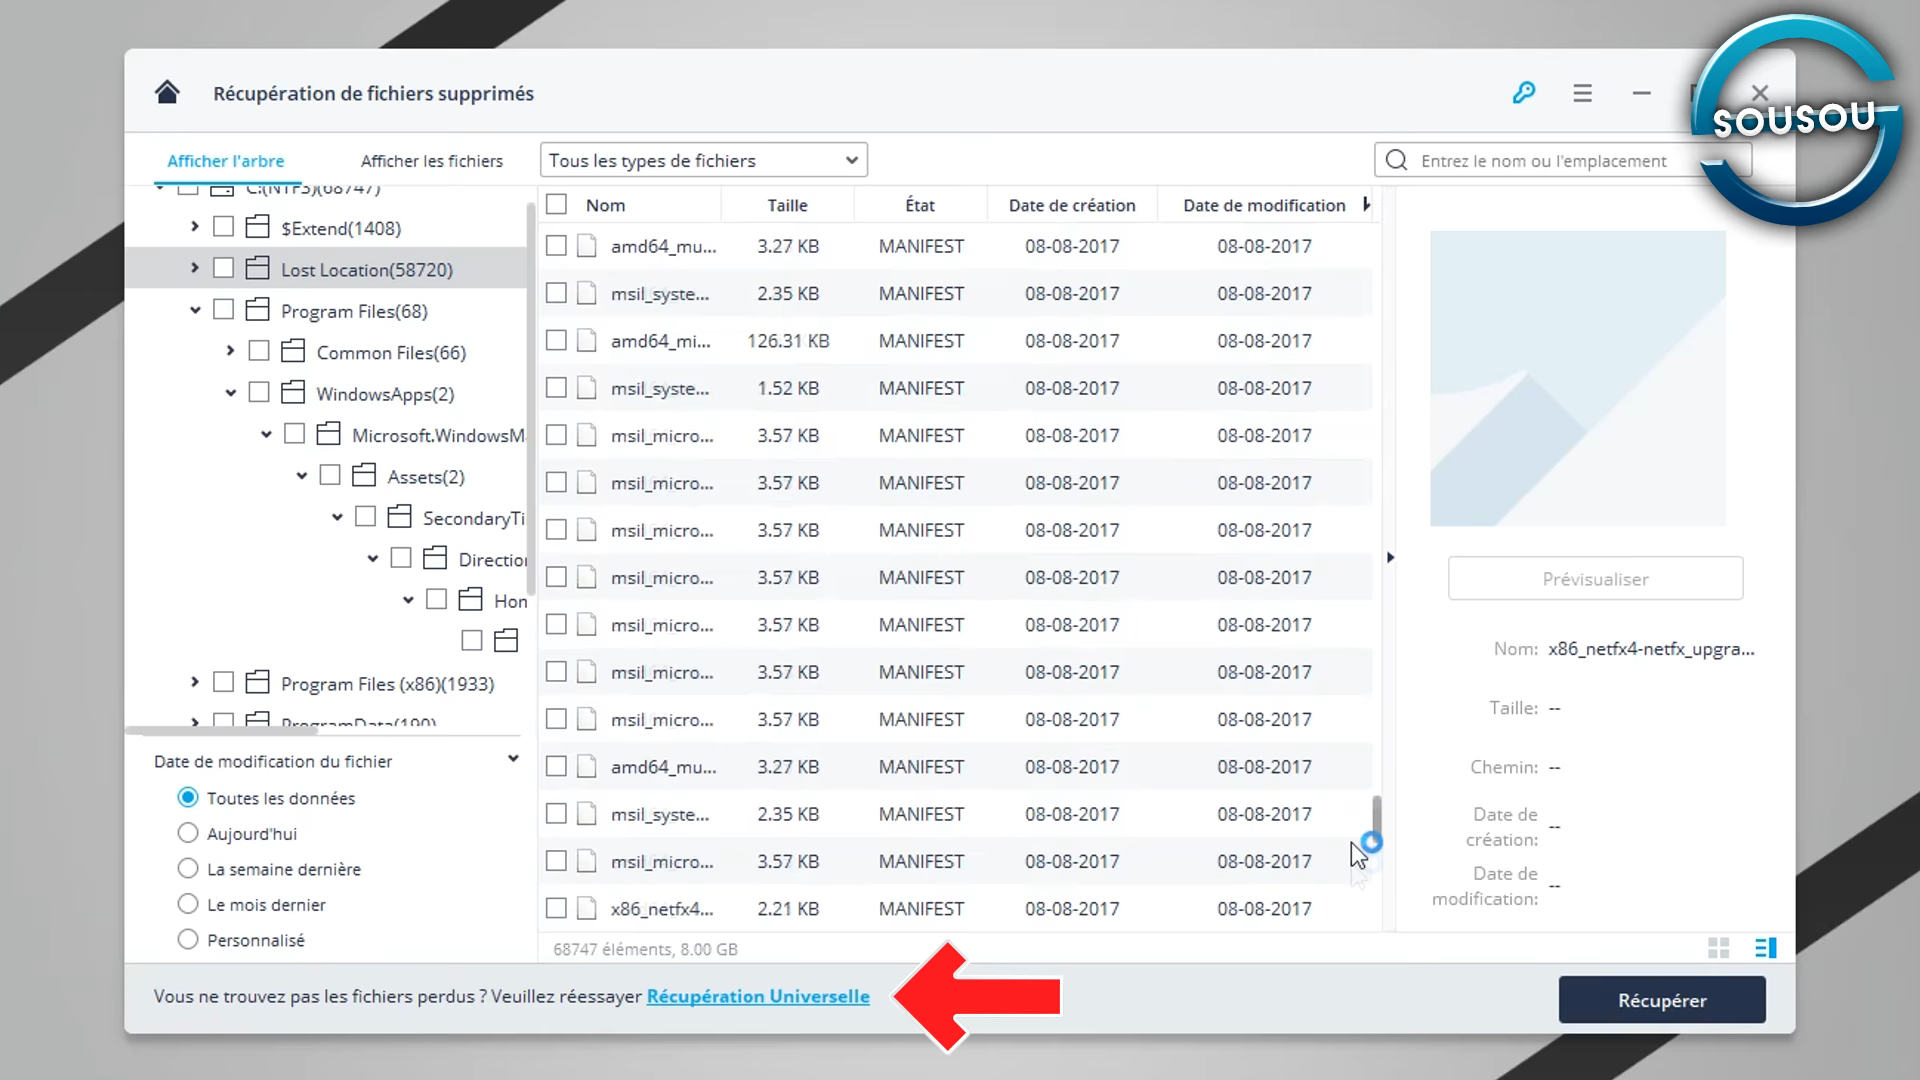 SOUSOU
Récupération de fichiers supprimés
Afficher l'arbre
Afficher les fichiers
Tous les types de fichiers
Entrez le nom ou l'emplacement
C:(NTFS)(68747)
$Extend(1408)
Lost Location(58720)
Program Files(68)
Common Files(66)
WindowsApps(2)
Microsoft.WindowsM
Assets(2)
SecondaryTi
Direction
Hon
Program Files (x86)(1933)
ProgramData(190)
Date de modification du fichier
Toutes les données
Aujourd'hui
La semaine dernière
Le mois dernier
Personnalisé
Nom Taille État Date de création Date de modification
amd64_mu... 3.27 KB MANIFEST 08-08-2017 08-08-2017
msil_syste... 2.35 KB MANIFEST 08-08-2017 08-08-2017
amd64_mi... 126.31 KB MANIFEST 08-08-2017 08-08-2017
msil_syste... 1.52 KB MANIFEST 08-08-2017 08-08-2017
msil_micro... 3.57 KB MANIFEST 08-08-2017 08-08-2017
msil_micro... 3.57 KB MANIFEST 08-08-2017 08-08-2017
msil_micro... 3.57 KB MANIFEST 08-08-2017 08-08-2017
msil_micro... 3.57 KB MANIFEST 08-08-2017 08-08-2017
msil_micro... 3.57 KB MANIFEST 08-08-2017 08-08-2017
msil_micro... 3.57 KB MANIFEST 08-08-2017 08-08-2017
msil_micro... 3.57 KB MANIFEST 08-08-2017 08-08-2017
amd64_mu... 3.27 KB MANIFEST 08-08-2017 08-08-2017
msil_syste... 2.35 KB MANIFEST 08-08-2017 08-08-2017
msil_micro... 3.57 KB MANIFEST 08-08-2017 08-08-2017
x86_netfx4... 2.21 KB MANIFEST 08-08-2017 08-08-2017
68747 éléments, 8.00 GB
Prévisualiser
Nom: x86_netfx4-netfx_upgra...
Taille: --
Chemin: --
Date de
création: --
Date de
modification: --
Vous ne trouvez pas les fichiers perdus ? Veuillez réessayer Récupération Universelle
Récupérer